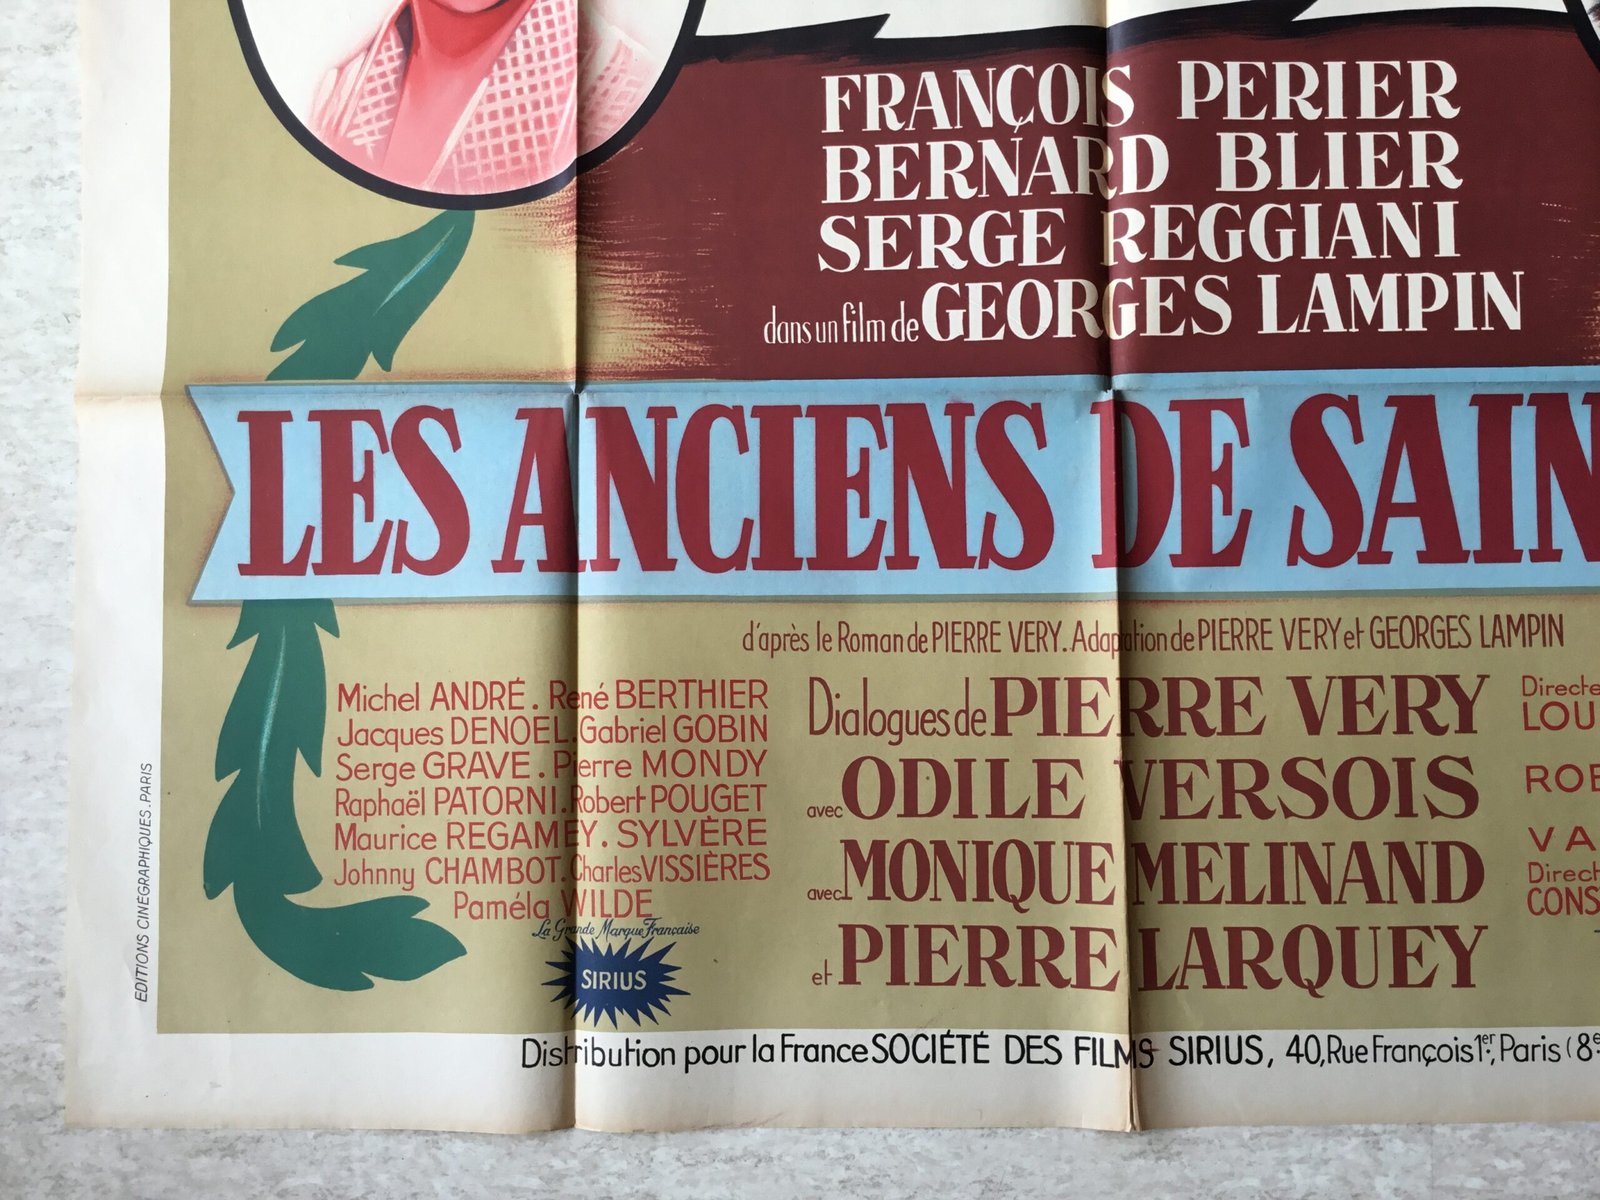 FRANÇOIS PERIER
BERNARD BLIER
SERGE REGGIANI
dans un film de GEORGES LAMPIN
LES ANCIENS DE SAIN
d'après le Roman de PIERRE VERY. Adaptation de PIERRE VERY et GEORGES LAMPIN
Michel ANDRÉ. René BERTHIER
Jacques DENOEL. Gabriel GOBIN
Serge GRAVE. Pierre MONDY
Raphaël PATORNI. Robert POUGET
Maurice REGAMEY. SYLVÈRE
Johnny CHAMBOT. Charles VISSIÈRES
Paméla WILDE
La Grande Marque Française
SIRIUS
Dialogues de PIERRE VERY
avec ODILE VERSOIS
avec MONIQUE MELINAND
et PIERRE LARQUEY
Directe
LOU
ROB
VA
Direct
CONS
EDITIONS CINÉGRAPHIQUES. PARIS
Distribution pour la France SOCIÉTÉ DES FILMS SIRIUS, 40, Rue François 1er, Paris (8e